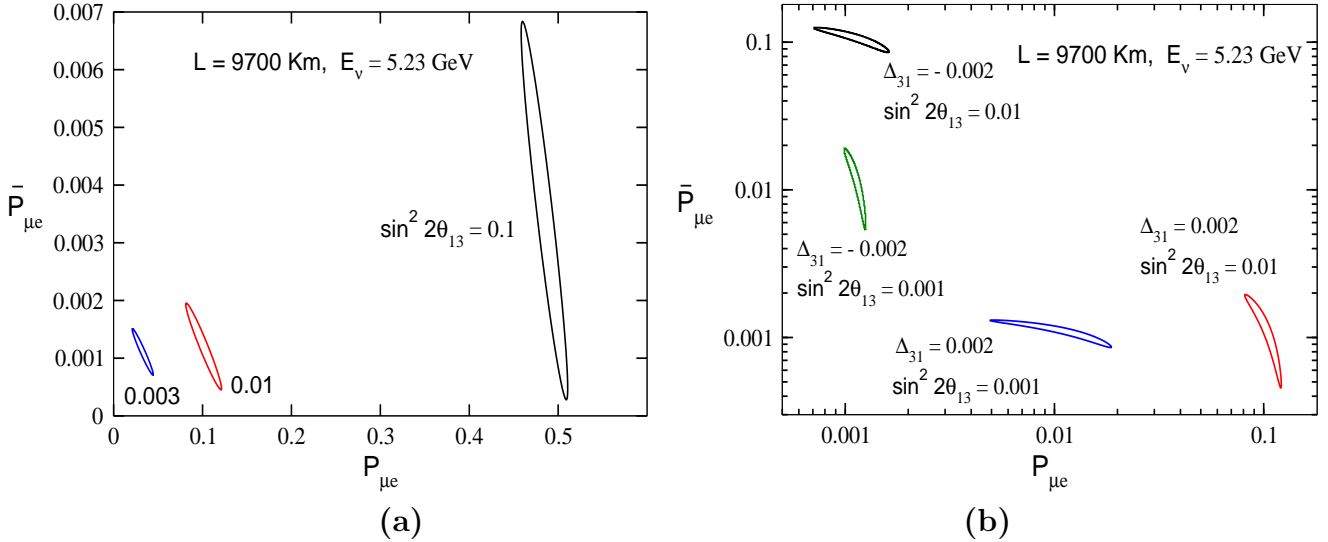 L = 9700 Km, E_ν = 5.23 GeV
0.007
0.006
0.005
0.004
0.003
0.002
0.001
0
P̄_μe
sin² 2θ₁₃ = 0.1
0.003
0.01
0 0.1 0.2 0.3 0.4 0.5
P_μe
(a)
L = 9700 Km, E_ν = 5.23 GeV
0.1
0.01
0.001
P̄_μe
Δ₃₁ = - 0.002
sin² 2θ₁₃ = 0.01
Δ₃₁ = - 0.002
sin² 2θ₁₃ = 0.001
Δ₃₁ = 0.002
sin² 2θ₁₃ = 0.01
Δ₃₁ = 0.002
sin² 2θ₁₃ = 0.001
0.001 0.01 0.1
P_μe
(b)